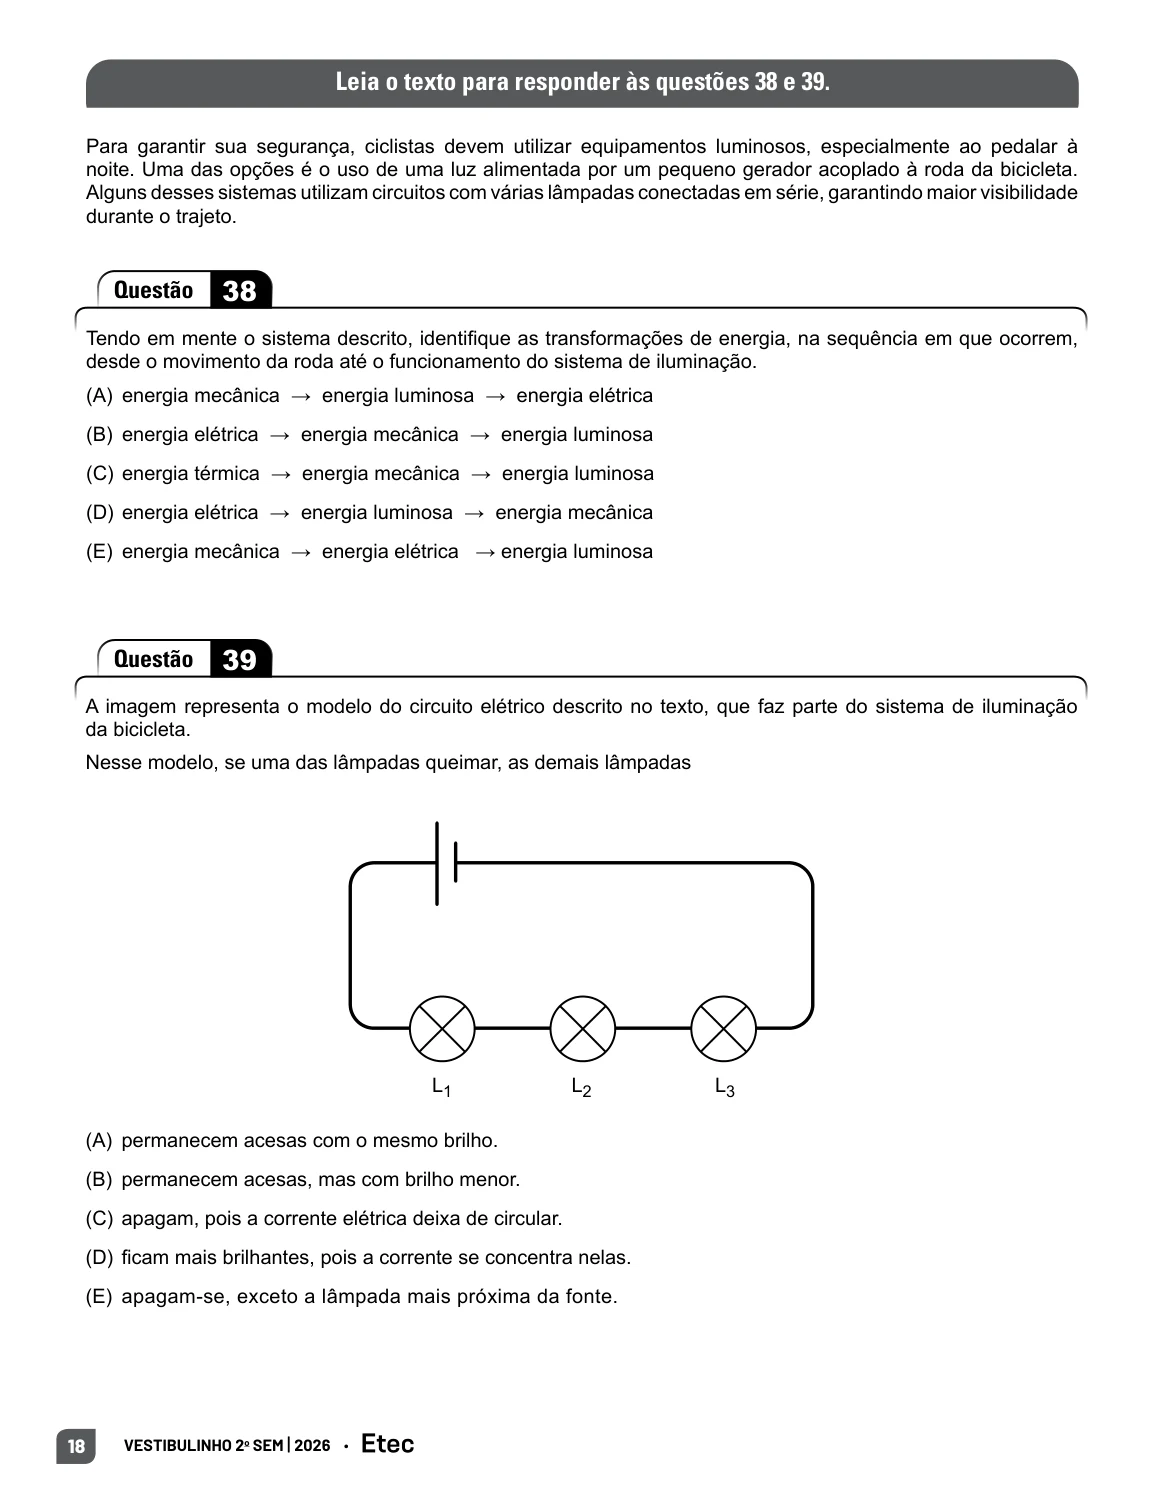 Leia o texto para responder às questões 38 e 39.
Para garantir sua segurança, ciclistas devem utilizar equipamentos luminosos, especialmente ao pedalar à
noite. Uma das opções é o uso de uma luz alimentada por um pequeno gerador acoplado à roda da bicicleta.
Alguns desses sistemas utilizam circuitos com várias lâmpadas conectadas em série, garantindo maior visibilidade
durante o trajeto.
Questão 38
Tendo em mente o sistema descrito, identifique as transformações de energia, na sequência em que ocorrem,
desde o movimento da roda até o funcionamento do sistema de iluminação.
(A) energia mecânica → energia luminosa → energia elétrica
(B) energia elétrica → energia mecânica → energia luminosa
(C) energia térmica → energia mecânica → energia luminosa
(D) energia elétrica → energia luminosa → energia mecânica
(E) energia mecânica → energia elétrica → energia luminosa
Questão 39
A imagem representa o modelo do circuito elétrico descrito no texto, que faz parte do sistema de iluminação
da bicicleta.
Nesse modelo, se uma das lâmpadas queimar, as demais lâmpadas
L1 L2 L3
(A) permanecem acesas com o mesmo brilho.
(B) permanecem acesas, mas com brilho menor.
(C) apagam, pois a corrente elétrica deixa de circular.
(D) ficam mais brilhantes, pois a corrente se concentra nelas.
(E) apagam-se, exceto a lâmpada mais próxima da fonte.
18 VESTIBULINHO 2º SEM | 2026 • Etec